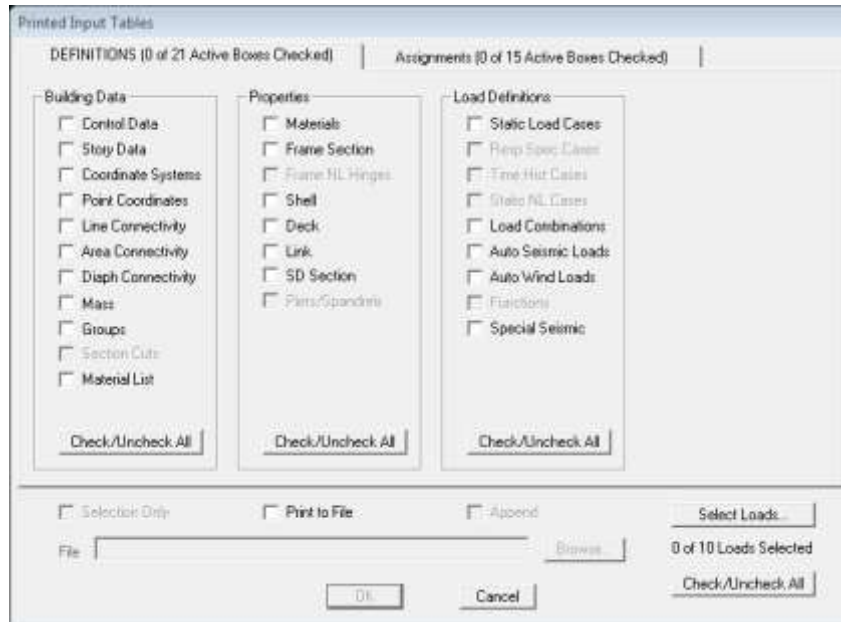 Printed Input Tables
DEFINITIONS (0 of 21 Active Boxes Checked)
Assignments (0 of 15 Active Boxes Checked)
Building Data
Control Data
Story Data
Coordinate Systems
Point Coordinates
Line Connectivity
Area Connectivity
Diaph Connectivity
Mass
Groups
Section Cuts
Material List
Check/Uncheck All
Properties
Materials
Frame Section
Frame NL Hinges
Shell
Deck
Link
SD Section
Piers/Spandrels
Check/Uncheck All
Load Definitions
Static Load Cases
Resp Spec Cases
Time Hist Cases
Static NL Cases
Load Combinations
Auto Seismic Loads
Auto Wind Loads
Functions
Special Seismic
Check/Uncheck All
Selection Only
Print to File
Append
Select Loads...
File
Browse...
0 of 10 Loads Selected
OK
Cancel
Check/Uncheck All